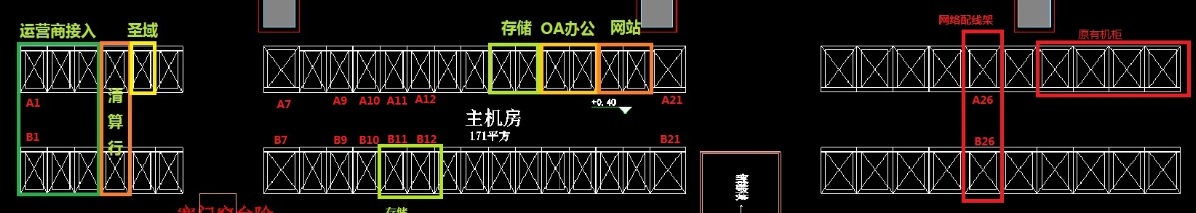 运营商接入
圣域
存储
OA办公
网站
网络配线架
原有机柜
A1
清算行
A7
A9
A10
A11
A12
+0.40
A21
A26
主机房
171平方
B1
B7
B9
B10
B11
B12
B21
B26
存储